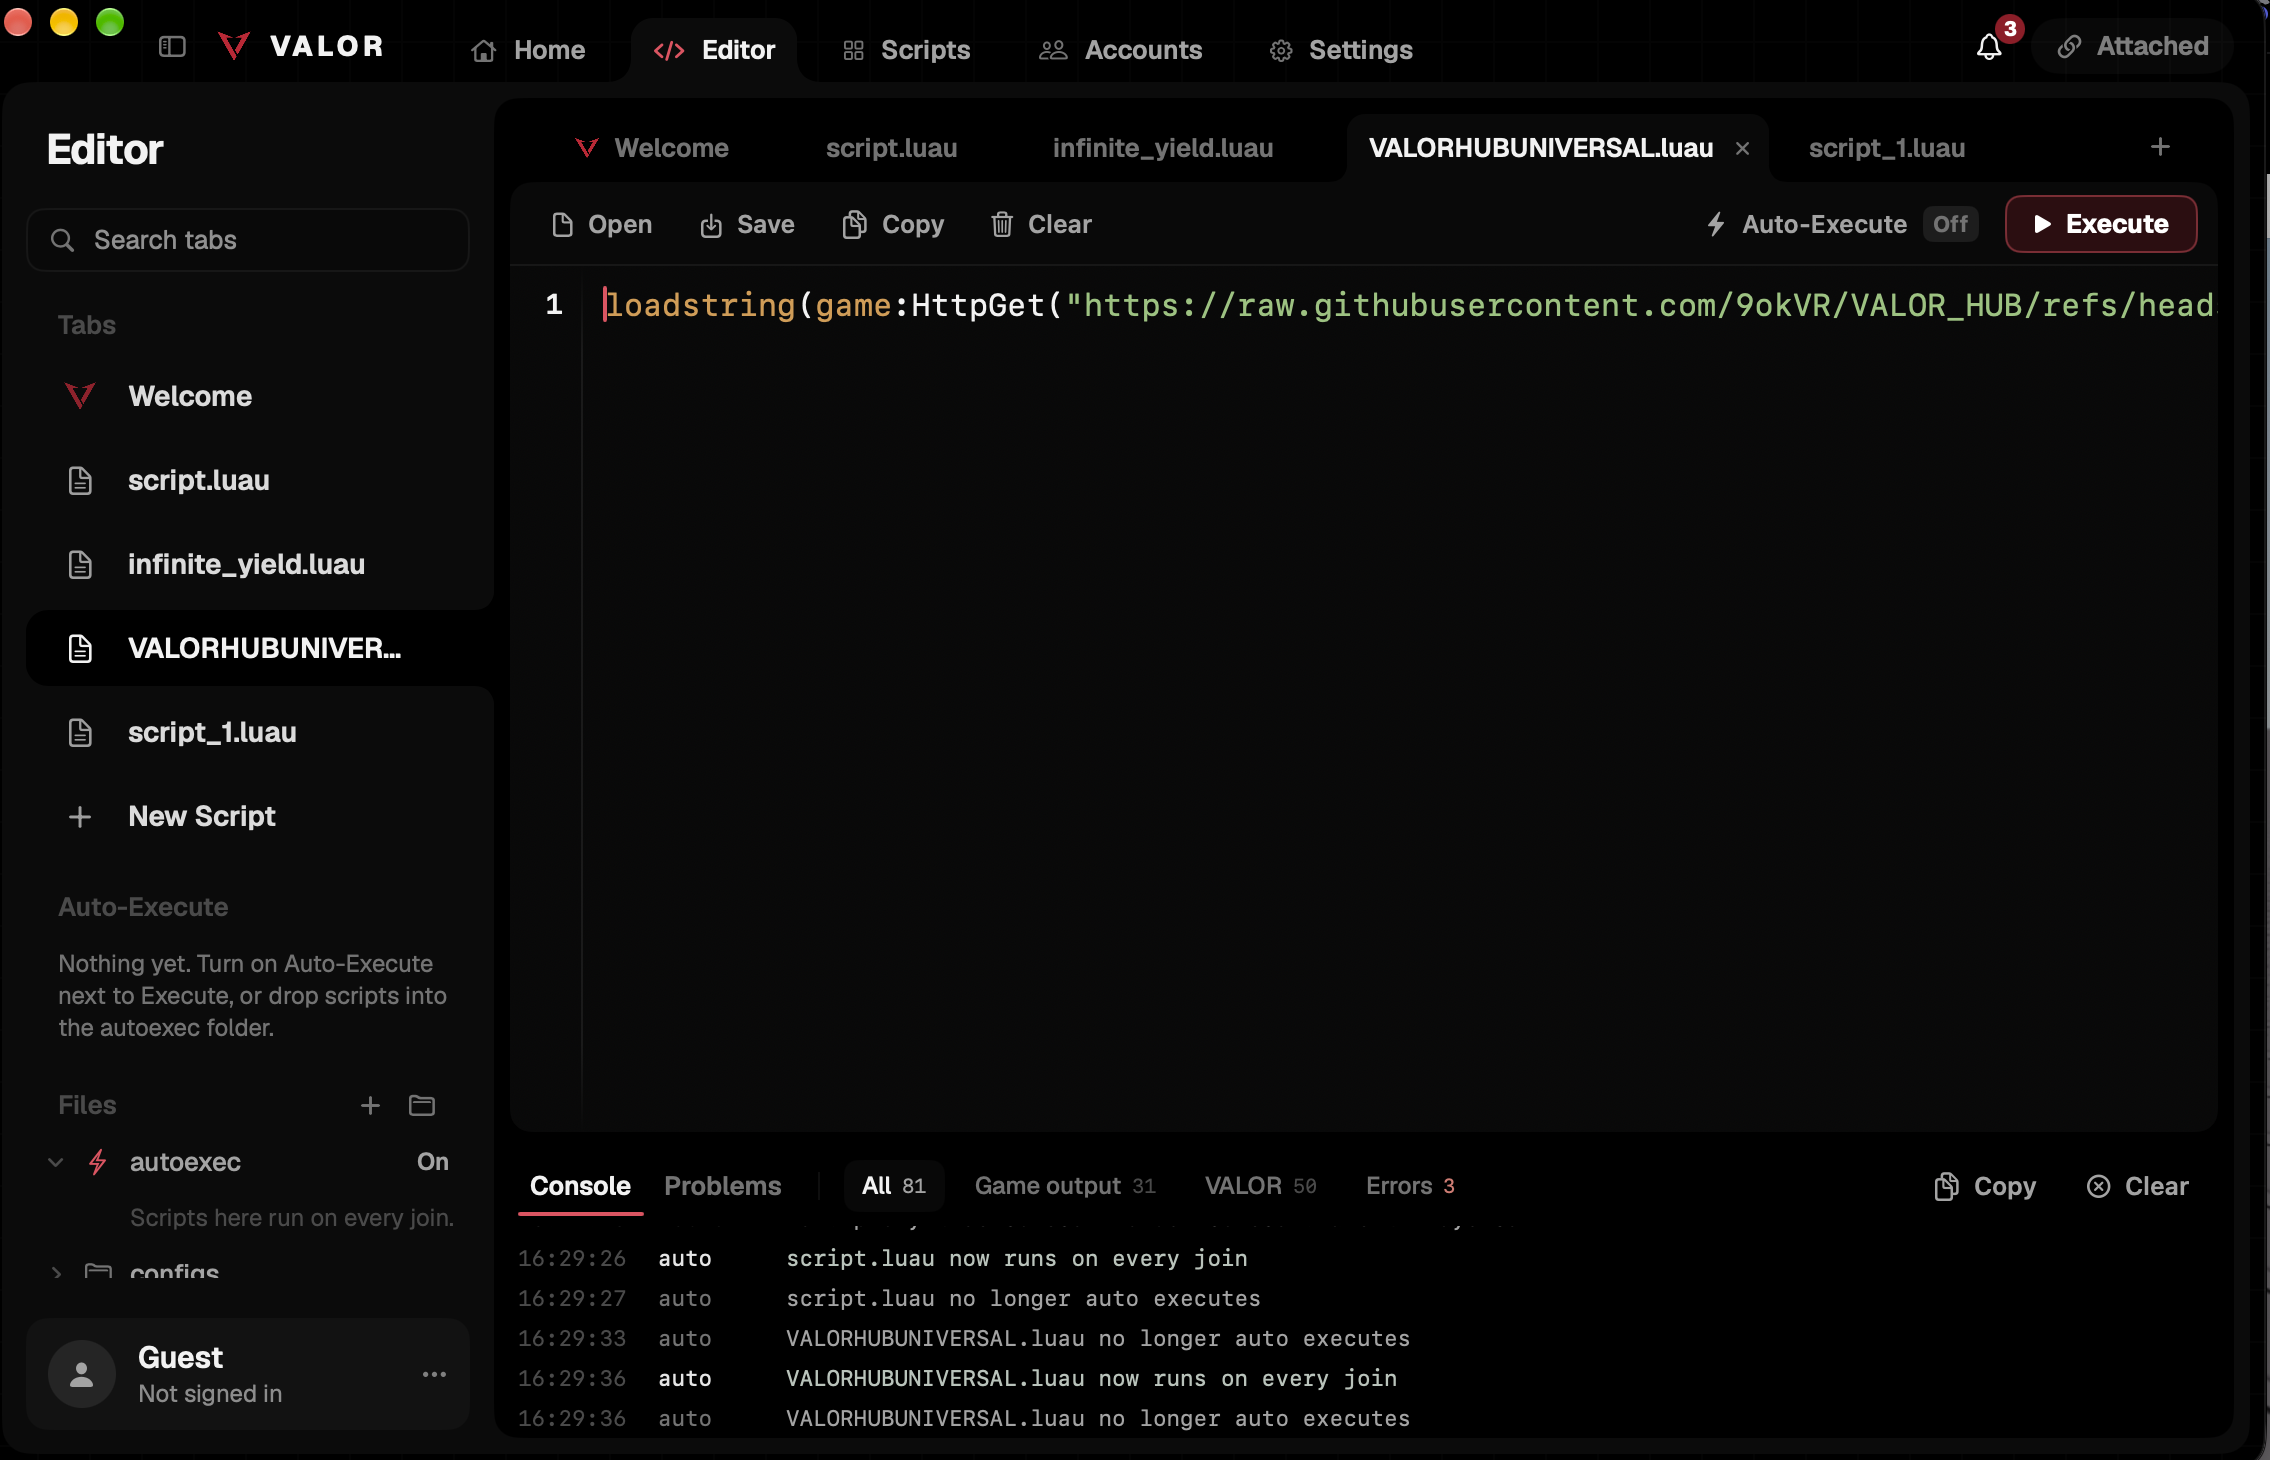 VALOR
Home
Editor
Scripts
Accounts
Settings
3
Attached
Editor
Search tabs
Tabs
Welcome
script.luau
infinite_yield.luau
VALORHUBUNIVER...
script_1.luau
New Script
Auto-Execute
Nothing yet. Turn on Auto-Execute
next to Execute, or drop scripts into
the autoexec folder.
Files
autoexec On
Scripts here run on every join.
configs
Guest
Not signed in
Welcome
script.luau
infinite_yield.luau
VALORHUBUNIVERSAL.luau
script_1.luau
Open
Save
Copy
Clear
Auto-Execute Off
Execute
1 loadstring(game:HttpGet("https://raw.githubusercontent.com/9okVR/VALOR_HUB/refs/head
Console
Problems
All 81
Game output 31
VALOR 50
Errors 3
Copy
Clear
16:29:26 auto script.luau now runs on every join
16:29:27 auto script.luau no longer auto executes
16:29:33 auto VALORHUBUNIVERSAL.luau no longer auto executes
16:29:36 auto VALORHUBUNIVERSAL.luau now runs on every join
16:29:36 auto VALORHUBUNIVERSAL.luau no longer auto executes